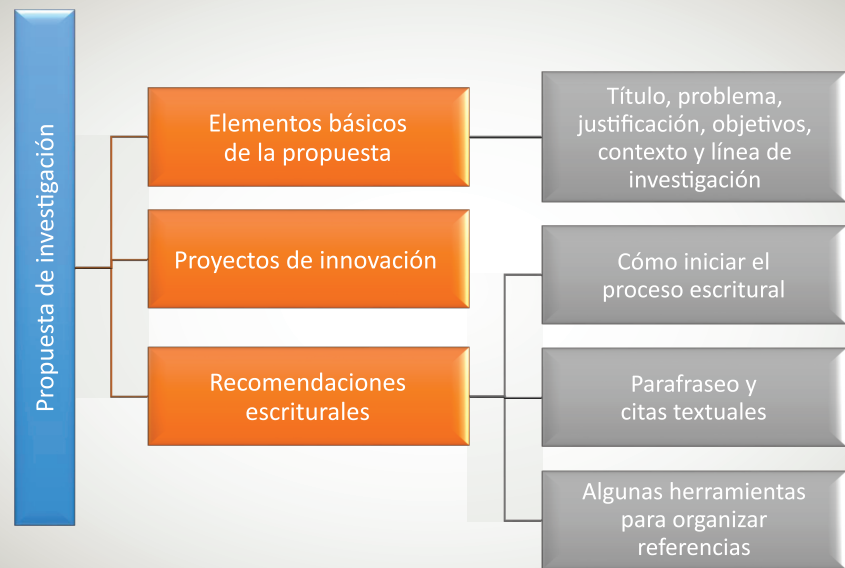 Propuesta de investigación
Elementos básicos
de la propuesta
Título, problema,
justificación, objetivos,
contexto y línea de
investigación
Proyectos de innovación
Recomendaciones
escriturales
Cómo iniciar el
proceso escritural
Parafraseo y
citas textuales
Algunas herramientas
para organizar
referencias